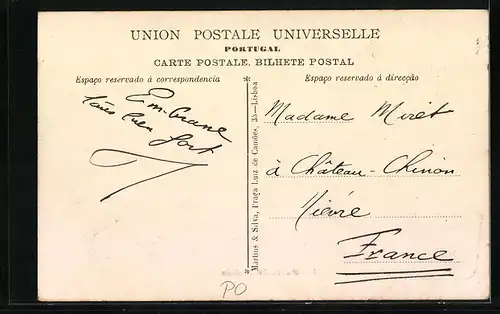 UNION POSTALE UNIVERSELLE
PORTUGAL
CARTE POSTALE. BILHETE POSTAL
Espaço reservado á correspondencia
Espaço reservado á direcção
fort
Martins & Silva, Praça Luiz de Camões, 35—Lisboa
Madame Miret
à Château-Chinon
Nièvre
France
PO